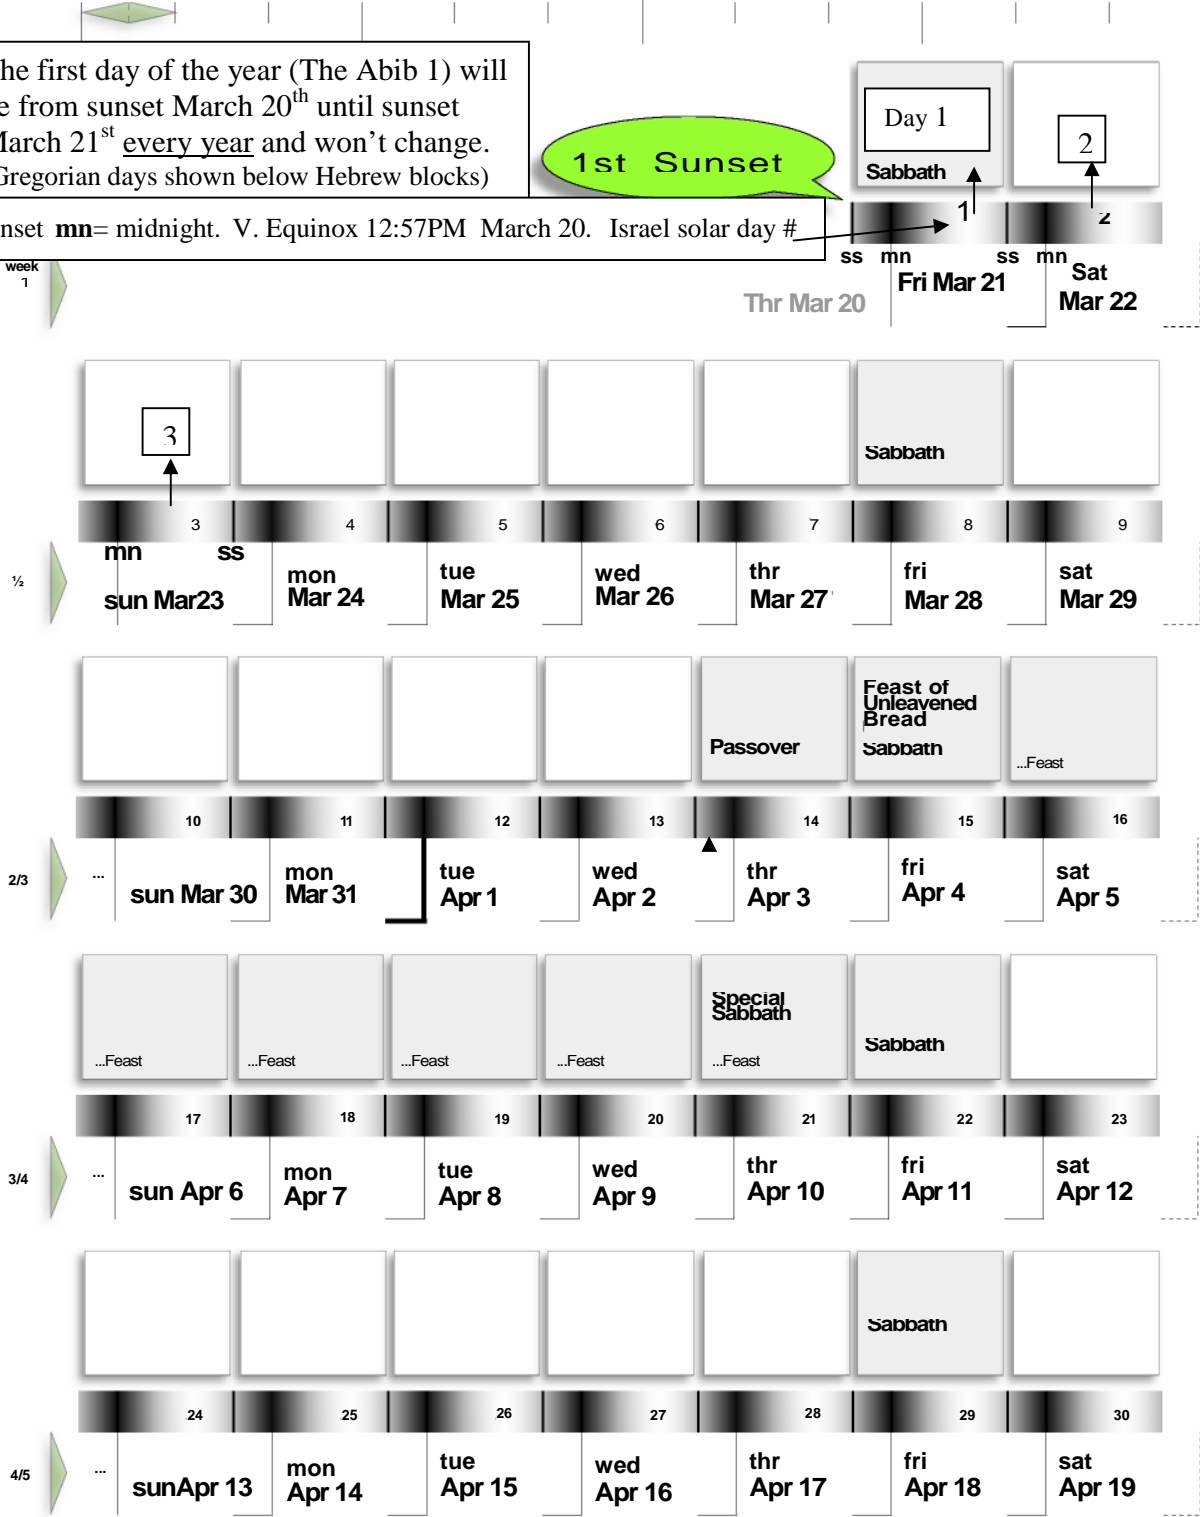 he first day of the year (The Abib 1) will
e from sunset March 20th until sunset
March 21st every year and won't change.
Gregorian days shown below Hebrew blocks)
1st Sunset
Day 1
Sabbath
2
nset mn= midnight. V. Equinox 12:57PM March 20. Israel solar day #
1
2
ss mn ss mn
week
1
Thr Mar 20
Fri Mar 21
Sat
Mar 22
3
Sabbath
3 4 5 6 7 8 9
mn ss
½
sun Mar23
mon
Mar 24
tue
Mar 25
wed
Mar 26
thr
Mar 27
fri
Mar 28
sat
Mar 29
Passover
Feast of
Unleavened
Bread
Sabbath
...Feast
10 11 12 13 14 15 16
2/3
...
sun Mar 30
mon
Mar 31
tue
Apr 1
wed
Apr 2
thr
Apr 3
fri
Apr 4
sat
Apr 5
...Feast
...Feast
...Feast
...Feast
Special
Sabbath
...Feast
Sabbath
17 18 19 20 21 22 23
3/4
...
sun Apr 6
mon
Apr 7
tue
Apr 8
wed
Apr 9
thr
Apr 10
fri
Apr 11
sat
Apr 12
Sabbath
24 25 26 27 28 29 30
4/5
...
sunApr 13
mon
Apr 14
tue
Apr 15
wed
Apr 16
thr
Apr 17
fri
Apr 18
sat
Apr 19